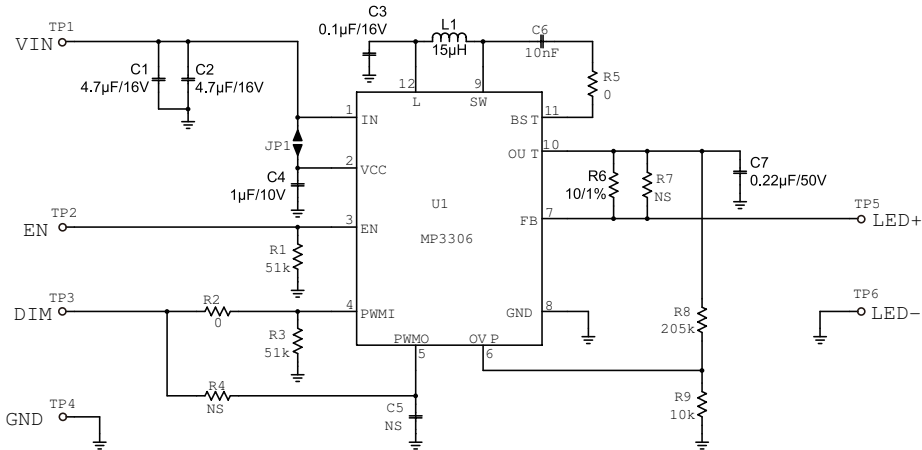 TP1
VIN
C1
4.7µF/16V
C2
4.7µF/16V
C3
0.1µF/16V
L1
15µH
C6
10nF
R5
0
12
L
9
SW
1
IN
11
BST
10
OUT
JP1
2
VCC
C4
1µF/10V
U1
MP3306
R6
10/1%
R7
NS
C7
0.22µF/50V
TP2
EN
3
EN
7
FB
TP5
LED+
R1
51k
TP3
DIM
R2
0
4
PWMI
8
GND
TP6
LED-
R3
51k
R8
205k
PWMO
5
OVP
6
R4
NS
C5
NS
R9
10k
TP4
GND